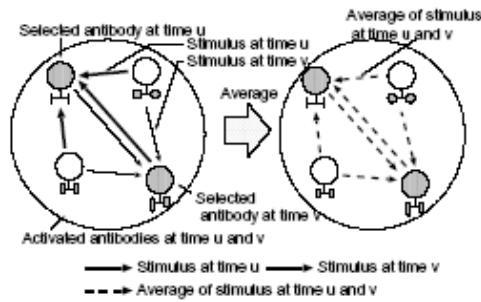 Selected antibody at time u
Stimulus at time u
Stimulus at time v
Average of stimulus
at time u and v
Average
Selected
antibody at time v
Activated antibodies at time u and v
Stimulus at time u
Stimulus at time v
Average of stimulus at time u and v